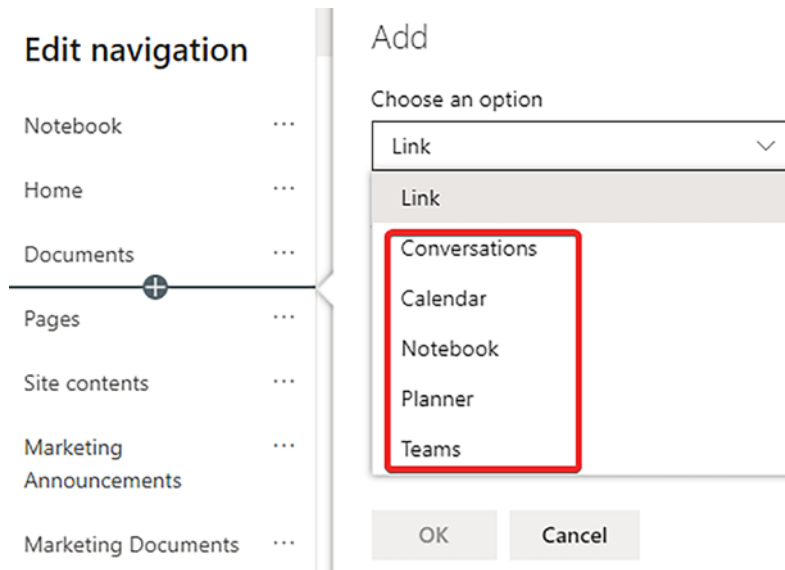 Edit navigation
Notebook ...
Home ...
Documents ...
Pages ...
Site contents ...
Marketing ...
Announcements
Marketing Documents ...
Add
Choose an option
Link
Link
Conversations
Calendar
Notebook
Planner
Teams
OK Cancel